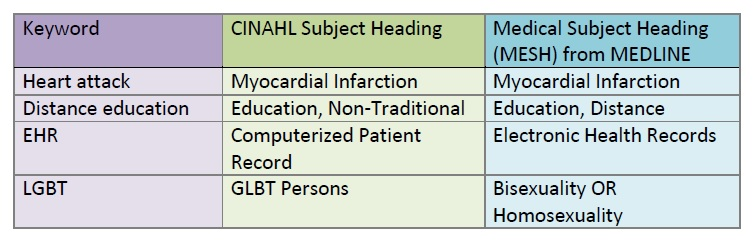 Keyword CINAHL Subject Heading Medical Subject Heading
(MESH) from MEDLINE
Heart attack Myocardial Infarction Myocardial Infarction
Distance education Education, Non-Traditional Education, Distance
EHR Computerized Patient Electronic Health Records
Record
LGBT GLBT Persons Bisexuality OR
Homosexuality